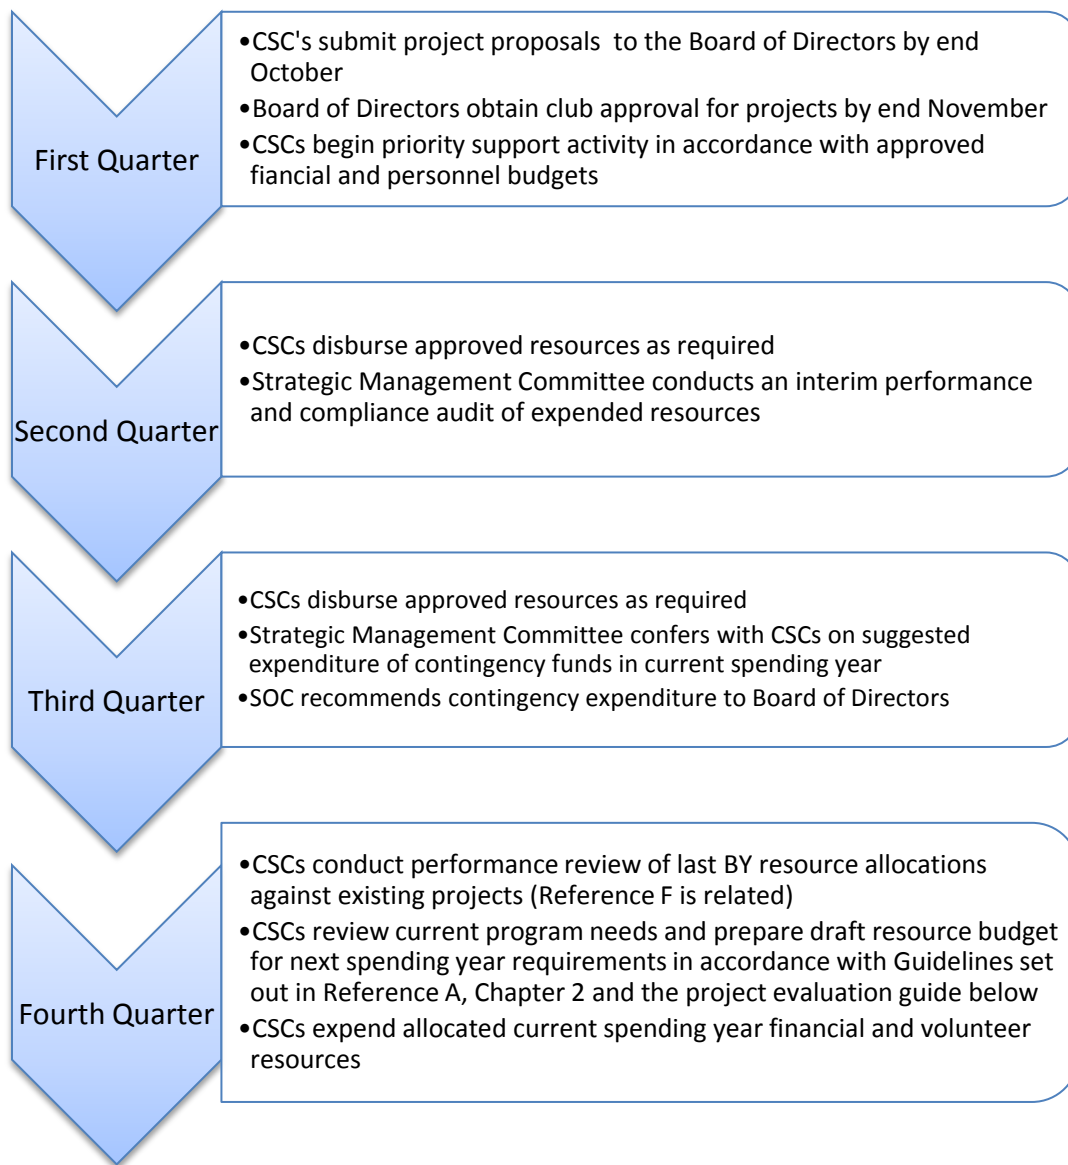 First Quarter
•CSC's submit project proposals  to the Board of Directors by end
October
•Board of Directors obtain club approval for projects by end November
•CSCs begin priority support activity in accordance with approved
fiancial and personnel budgets
Second Quarter
•CSCs disburse approved resources as required
•Strategic Management Committee conducts an interim performance
and compliance audit of expended resources
Third Quarter
•CSCs disburse approved resources as required
•Strategic Management Committee confers with CSCs on suggested
expenditure of contingency funds in current spending year
•SOC recommends contingency expenditure to Board of Directors
Fourth Quarter
•CSCs conduct performance review of last BY resource allocations
against existing projects (Reference F is related)
•CSCs review current program needs and prepare draft resource budget
for next spending year requirements in accordance with Guidelines set
out in Reference A, Chapter 2 and the project evaluation guide below
•CSCs expend allocated current spending year financial and volunteer
resources